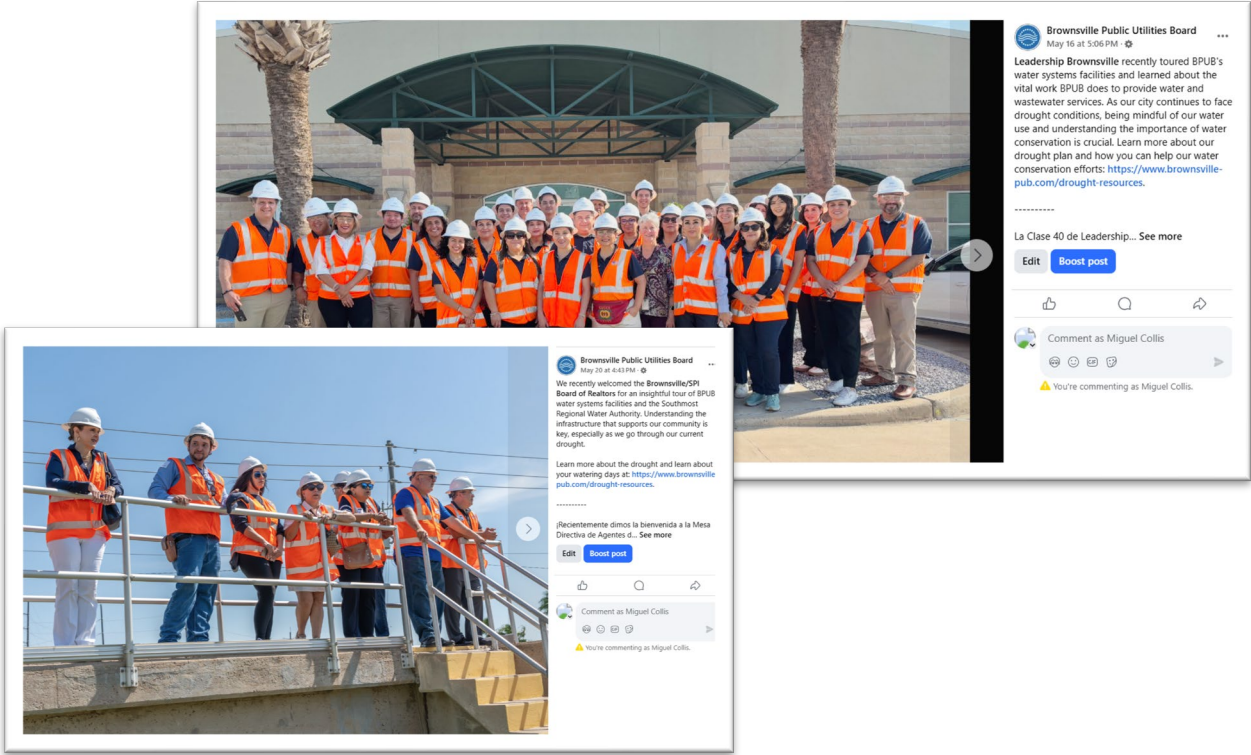 Brownsville Public Utilities Board
May 16 at 5:06 PM ·
Leadership Brownsville recently toured BPUB's
water systems facilities and learned about the
vital work BPUB does to provide water and
wastewater services. As our city continues to face
drought conditions, being mindful of our water
use and understanding the importance of water
conservation is crucial. Learn more about our
drought plan and how you can help our water
conservation efforts: https://www.brownsville-
pub.com/drought-resources.
----------
La Clase 40 de Leadership... See more
Edit Boost post
Comment as Miguel Collis
GIF
You're commenting as Miguel Collis.
Brownsville Public Utilities Board
May 20 at 4:43 PM ·
We recently welcomed the Brownsville/SPI
Board of Realtors for an insightful tour of BPUB
water systems facilities and the Southmost
Regional Water Authority. Understanding the
infrastructure that supports our community is
key, especially as we go through our current
drought.
Learn more about the drought and learn about
your watering days at: https://www.brownsville
pub.com/drought-resources.
----------
¡Recientemente dimos la bienvenida a la Mesa
Directiva de Agentes d... See more
Edit Boost post
Comment as Miguel Collis
GIF
You're commenting as Miguel Collis.